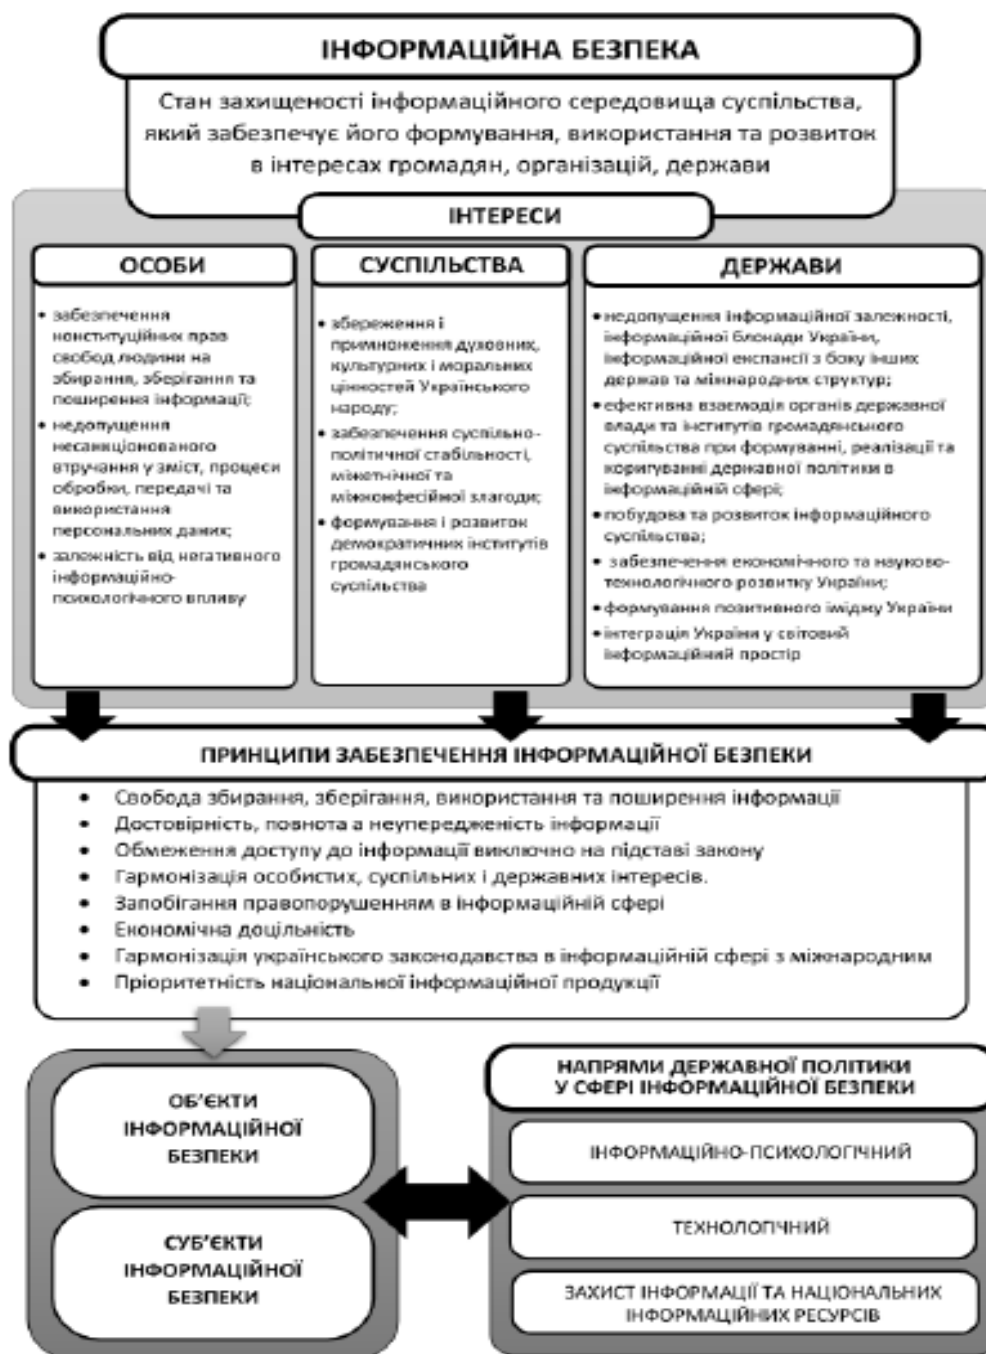 ІНФОРМАЦІЙНА БЕЗПЕКА
Стан захищеності інформаційного середовища суспільства,
який забезпечує його формування, використання та розвиток
в інтересах громадян, організацій, держави
ІНТЕРЕСИ
ОСОБИ
• забезпечення
конституційних прав
свобод людини на
збирання, зберігання та
поширення інформації;
• недопущення
несанкціонованого
втручання у зміст, процеси
обробки, передачі та
використання
персональних даних;
• залежність від негативного
інформаційно-
психологічного впливу
СУСПІЛЬСТВА
• збереження і
примноження духовних,
культурних і моральних
цінностей Українського
народу;
• забезпечення суспільно-
політичної стабільності,
міжетнічної та
міжконфесійної злагоди;
• формування і розвиток
демократичних інститутів
громадянського
суспільства
ДЕРЖАВИ
• недопущення інформаційної залежності,
інформаційної блокади України,
інформаційної експансії з боку інших
держав та міжнародних структур;
• ефективна взаємодія органів державної
влади та інститутів громадянського
суспільства при формуванні, реалізації та
коригуванні державної політики в
інформаційній сфері;
• побудова та розвиток інформаційного
суспільства;
• забезпечення економічного та науково-
технологічного розвитку України;
• формування позитивного іміджу України
• інтеграція України у світовий
інформаційний простір
ПРИНЦИПИ ЗАБЕЗПЕЧЕННЯ ІНФОРМАЦІЙНОЇ БЕЗПЕКИ
• Свобода збирання, зберігання, використання та поширення інформації
• Достовірність, повнота а неупередженість інформації
• Обмеження доступу до інформації виключно на підставі закону
• Гармонізація особистих, суспільних і державних інтересів.
• Запобігання правопорушенням в інформаційній сфері
• Економічна доцільність
• Гармонізація українського законодавства в інформаційній сфері з міжнародним
• Пріоритетність національної інформаційної продукції
ОБ’ЄКТИ
ІНФОРМАЦІЙНОЇ
БЕЗПЕКИ
СУБ’ЄКТИ
ІНФОРМАЦІЙНОЇ
БЕЗПЕКИ
НАПРЯМИ ДЕРЖАВНОЇ ПОЛІТИКИ
У СФЕРІ ІНФОРМАЦІЙНОЇ БЕЗПЕКИ
ІНФОРМАЦІЙНО-ПСИХОЛОГІЧНИЙ
ТЕХНОЛОГІЧНИЙ
ЗАХИСТ ІНФОРМАЦІЇ ТА НАЦІОНАЛЬНИХ
ІНФОРМАЦІЙНИХ РЕСУРСІВ